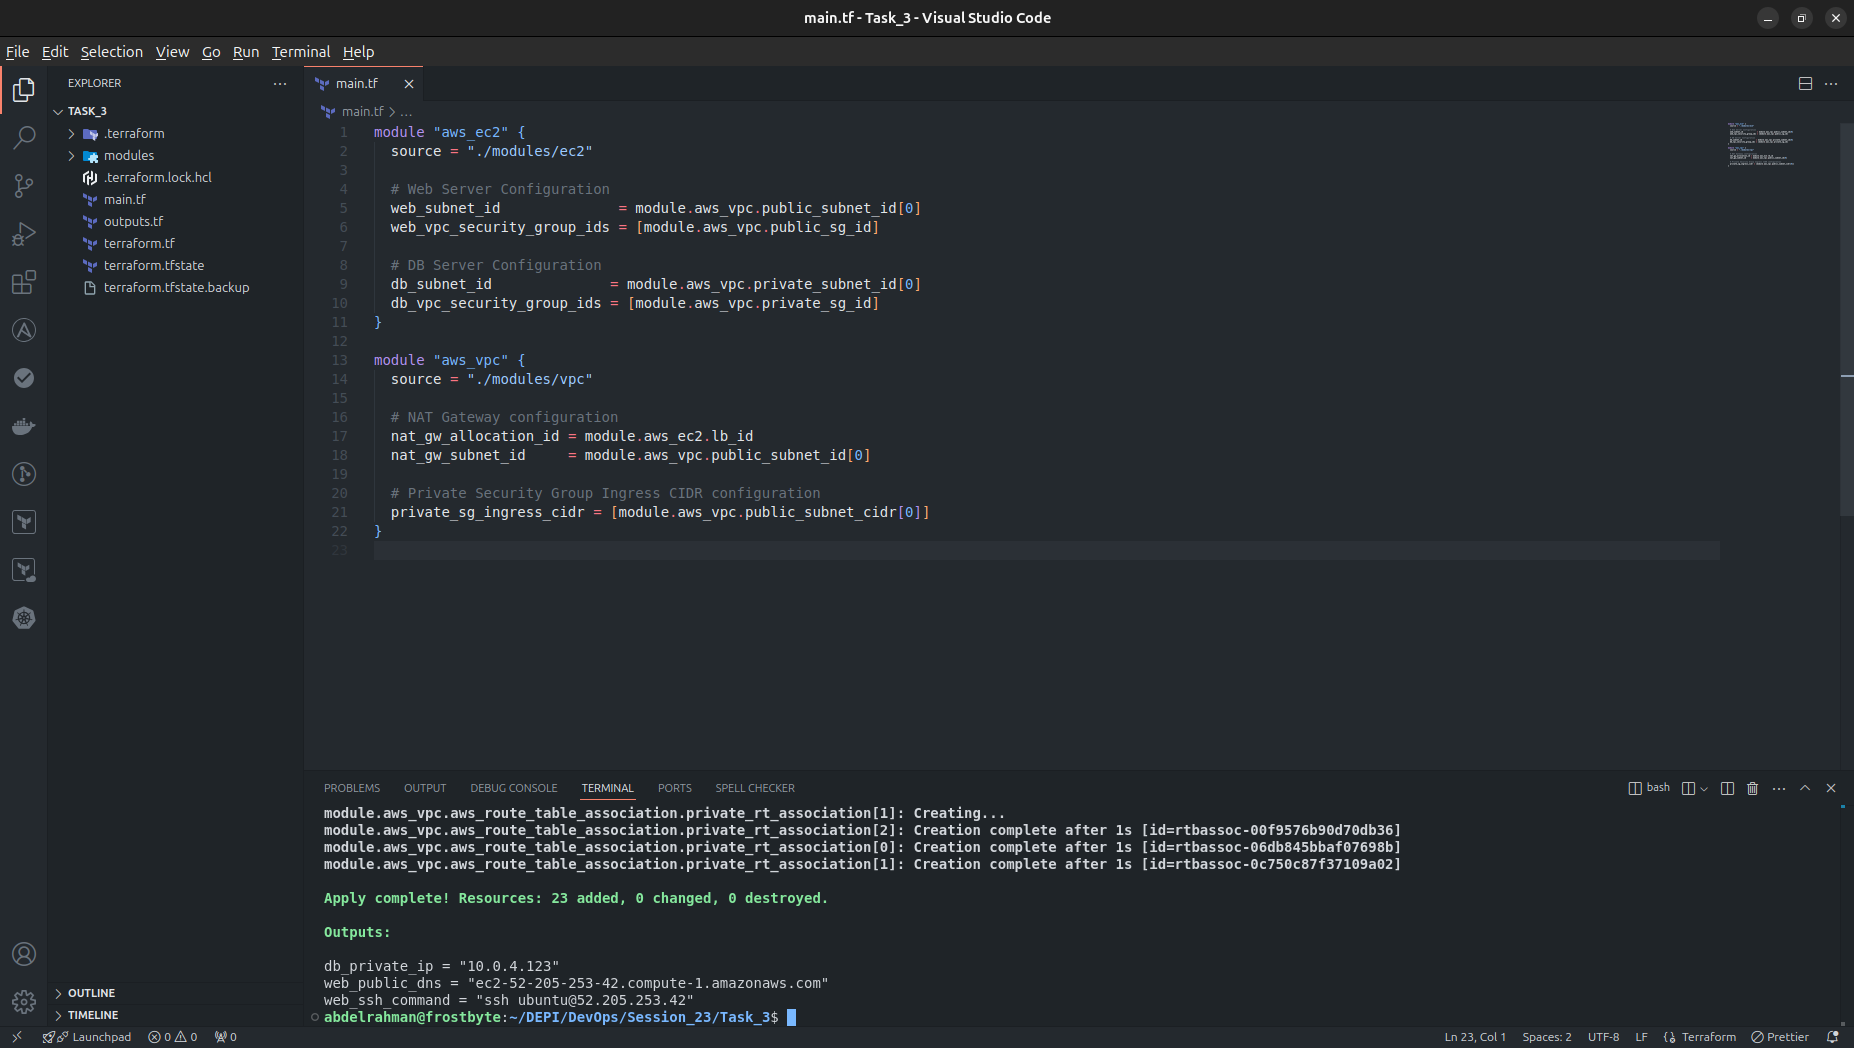 main.tf - Task_3 - Visual Studio Code
File Edit Selection View Go Run Terminal Help
EXPLORER
TASK_3
.terraform
modules
.terraform.lock.hcl
main.tf
outputs.tf
terraform.tf
terraform.tfstate
terraform.tfstate.backup
OUTLINE
TIMELINE
main.tf
main.tf > ...
1 module "aws_ec2" {
2   source = "./modules/ec2"
3
4   # Web Server Configuration
5   web_subnet_id              = module.aws_vpc.public_subnet_id[0]
6   web_vpc_security_group_ids = [module.aws_vpc.public_sg_id]
7
8   # DB Server Configuration
9   db_subnet_id              = module.aws_vpc.private_subnet_id[0]
10   db_vpc_security_group_ids = [module.aws_vpc.private_sg_id]
11 }
12
13 module "aws_vpc" {
14   source = "./modules/vpc"
15
16   # NAT Gateway configuration
17   nat_gw_allocation_id = module.aws_ec2.lb_id
18   nat_gw_subnet_id     = module.aws_vpc.public_subnet_id[0]
19
20   # Private Security Group Ingress CIDR configuration
21   private_sg_ingress_cidr = [module.aws_vpc.public_subnet_cidr[0]]
22 }
23
PROBLEMS OUTPUT DEBUG CONSOLE TERMINAL PORTS SPELL CHECKER
bash
module.aws_vpc.aws_route_table_association.private_rt_association[1]: Creating...
module.aws_vpc.aws_route_table_association.private_rt_association[2]: Creation complete after 1s [id=rtbassoc-00f9576b90d70db36]
module.aws_vpc.aws_route_table_association.private_rt_association[0]: Creation complete after 1s [id=rtbassoc-06db845bbaf07698b]
module.aws_vpc.aws_route_table_association.private_rt_association[1]: Creation complete after 1s [id=rtbassoc-0c750c87f37109a02]
Apply complete! Resources: 23 added, 0 changed, 0 destroyed.
Outputs:
db_private_ip = "10.0.4.123"
web_public_dns = "ec2-52-205-253-42.compute-1.amazonaws.com"
web_ssh_command = "ssh ubuntu@52.205.253.42"
abdelrahman@frostbyte:~/DEPI/DevOps/Session_23/Task_3$
Launchpad 0 0 0 Ln 23, Col 1 Spaces: 2 UTF-8 LF {} Terraform Prettier